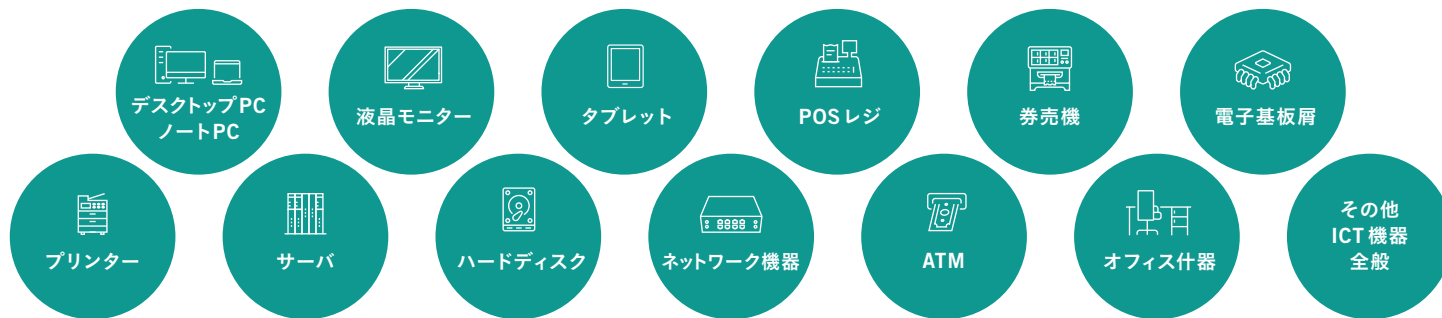 デスクトップPC
ノートPC
液晶モニター
タブレット
POSレジ
券売機
電子基板屑
プリンター
サーバ
ハードディスク
ネットワーク機器
ATM
オフィス什器
その他
ICT機器
全般